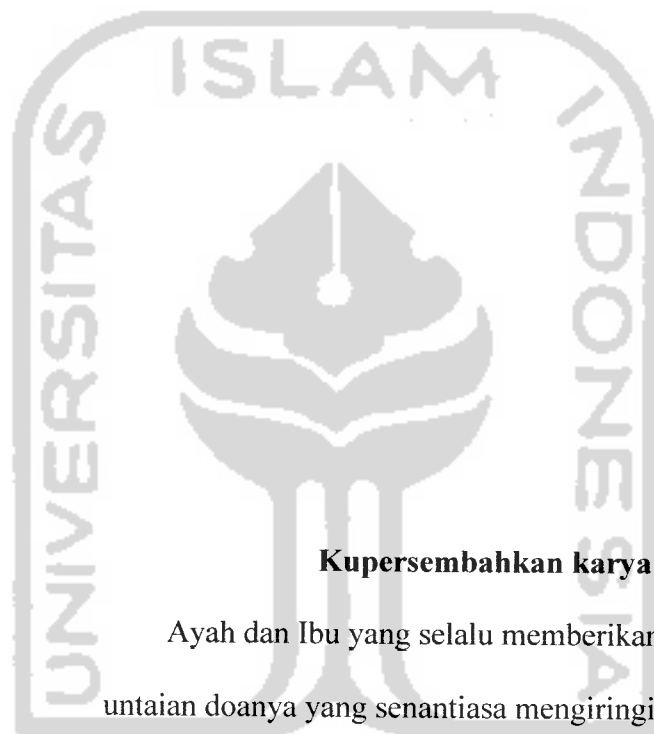 ISLAM
UNIVERSITAS
INDONESIA
Kupersembahkan karya
Ayah dan Ibu yang selalu memberikan
untaian doanya yang senantiasa mengiringi